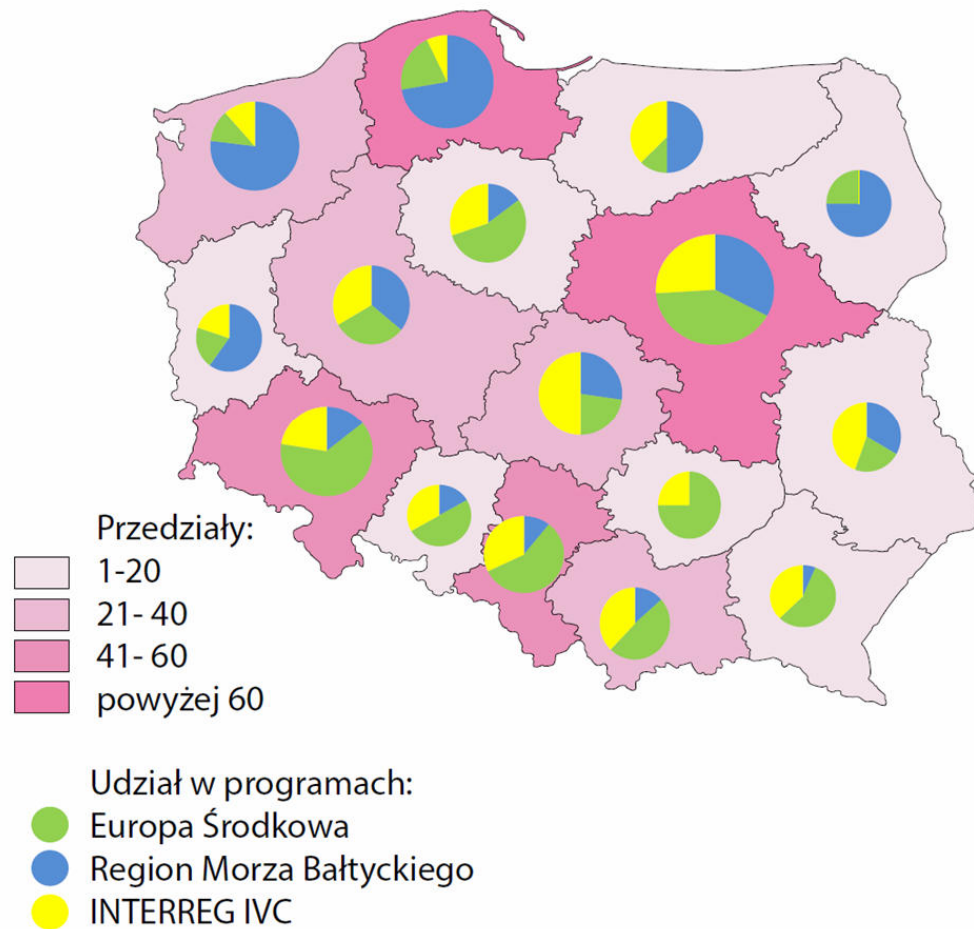 Przedziały:
1-20
21- 40
41- 60
powyżej 60
Udział w programach:
Europa Środkowa
Region Morza Bałtyckiego
INTERREG IVC